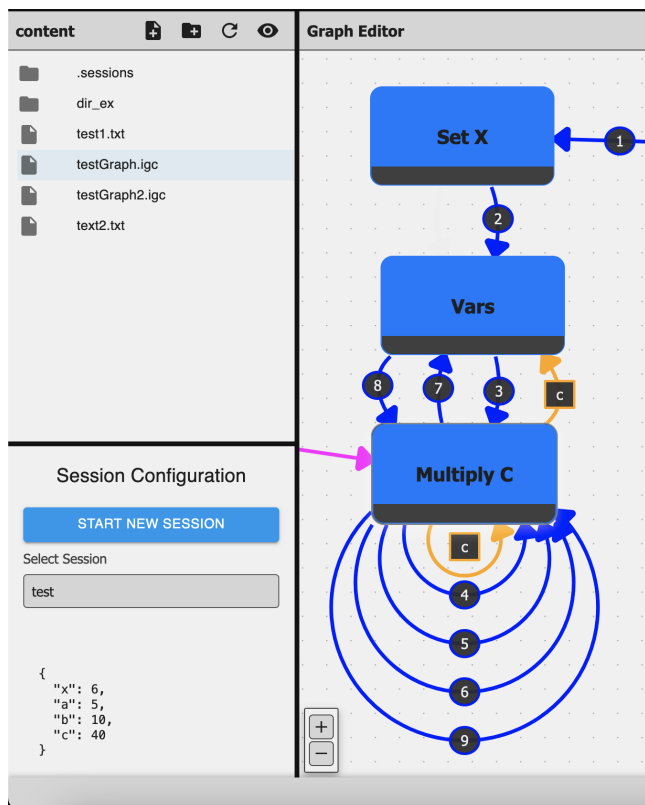 content
.sessions
dir_ex
test1.txt
testGraph.igc
testGraph2.igc
text2.txt
Session Configuration
START NEW SESSION
Select Session
test
{
"x": 6,
"a": 5,
"b": 10,
"c": 40
}
Graph Editor
Set X
1
2
Vars
8
7
3
c
Multiply C
c
4
5
6
9
+
−